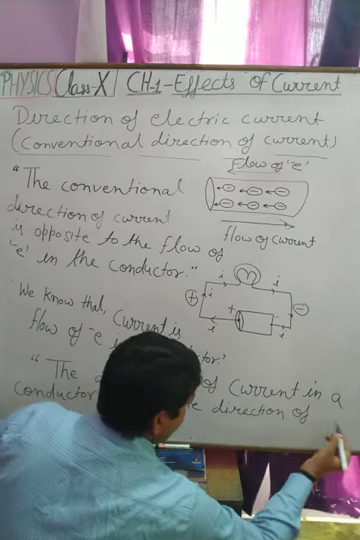 PHYSICS Class-X CH-1-Effects of Current
Direction of electric current
(Conventional direction of current)
Flow of 'e'
"The conventional
direction of current
is opposite to the flow of
'-e' in the conductor."
flow of current
i
i
+
-
+
-
i
i
We know that, Current is
flow of -e
"The of Current in a
Conductor direction of